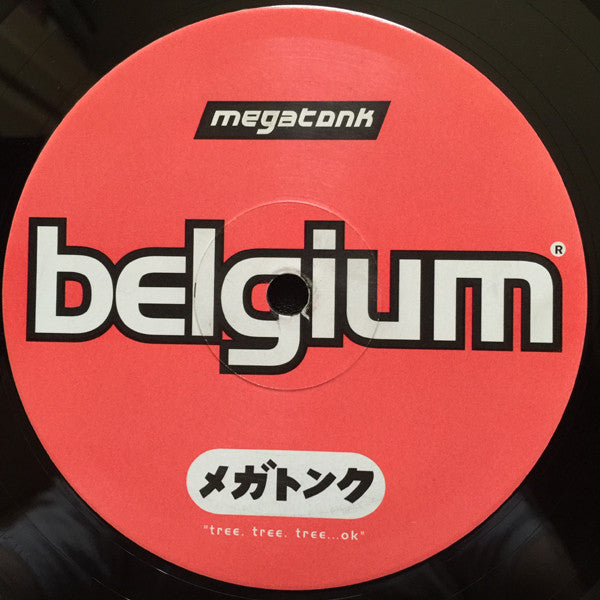 megatonk
belgium®
メガトンク
"tree. tree. tree...ok"